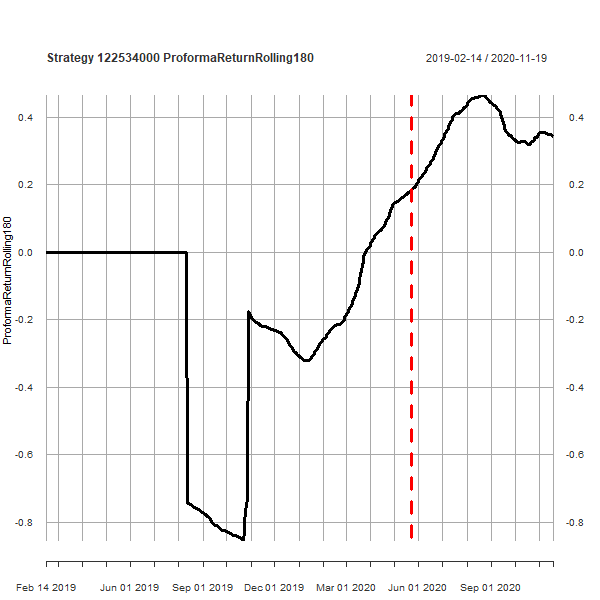 Strategy 122534000 ProformaReturnRolling180
2019-02-14 / 2020-11-19
ProformaReturnRolling180
0.4 0.4
0.2 0.2
0.0 0.0
-0.2 -0.2
-0.4 -0.4
-0.6 -0.6
-0.8 -0.8
Feb 14 2019 Jun 01 2019 Sep 01 2019 Dec 01 2019 Mar 01 2020 Jun 01 2020 Sep 01 2020